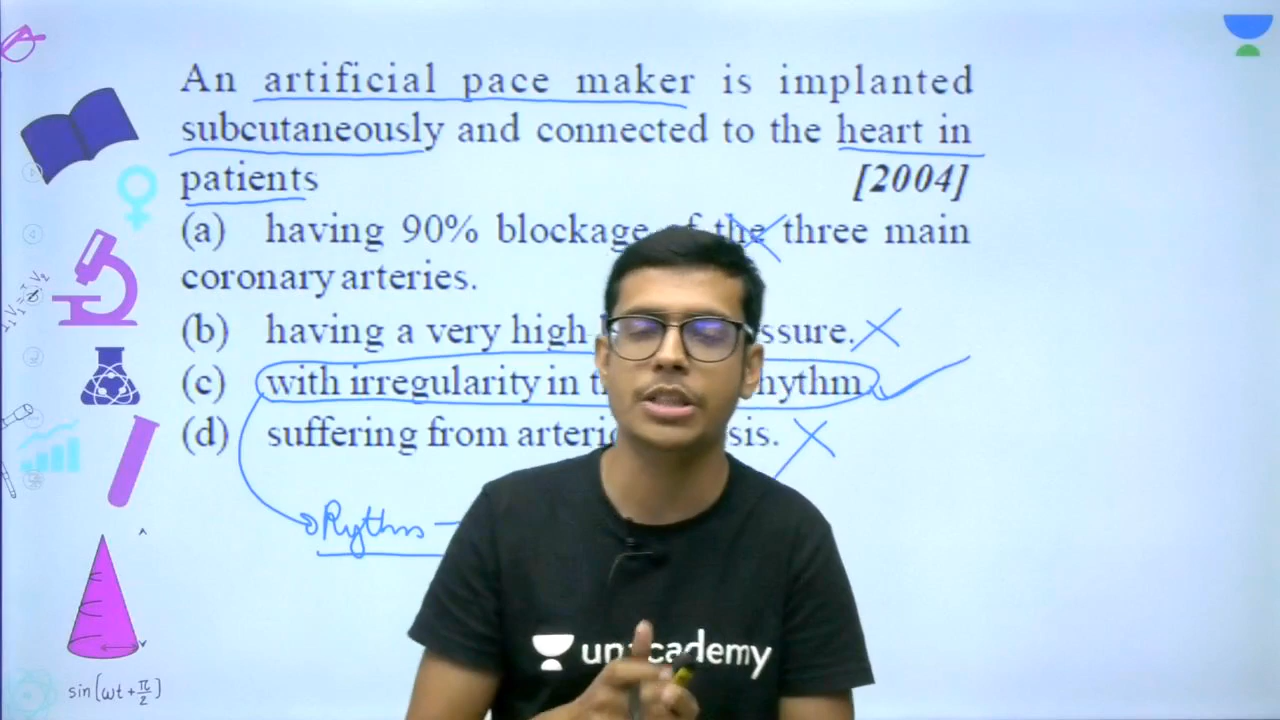 An artificial pace maker is implanted
subcutaneously and connected to the heart in
patients [2004]
(a) having 90% blockage of the three main
coronary arteries.
(b) having a very high
(c) with irregularity in
(d) suffering from
Rythm –
unacademy
sin(ωt+π/2)